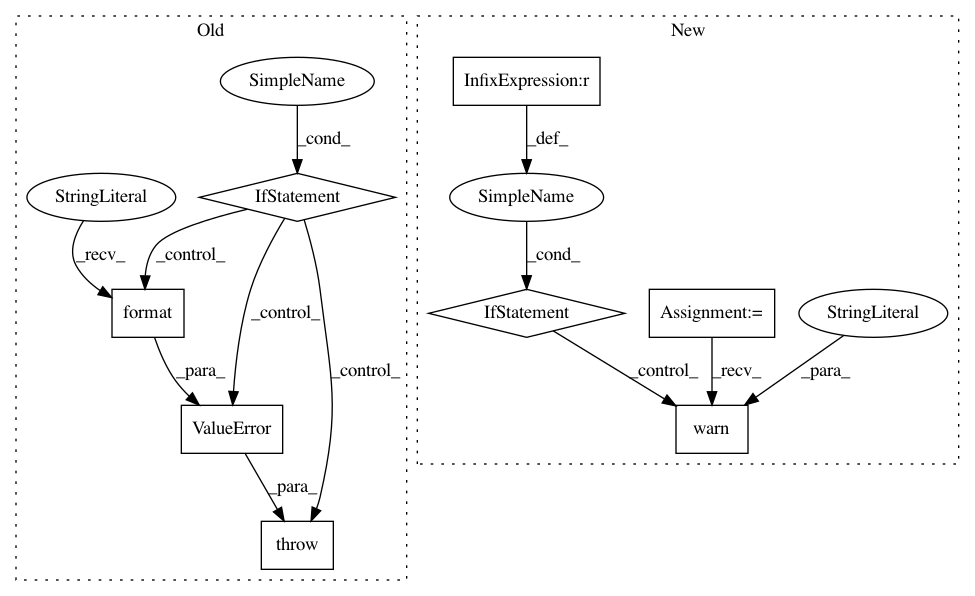 Old
New
SimpleName
InfixExpression:r
_cond_
_def_
StringLiteral
IfStatement
SimpleName
_recv_
_control_
_cond_
format
_control_
_control_
IfStatement
Assignment:=
StringLiteral
_para_
_control_
_recv_
_para_
ValueError
warn
_para_
throw